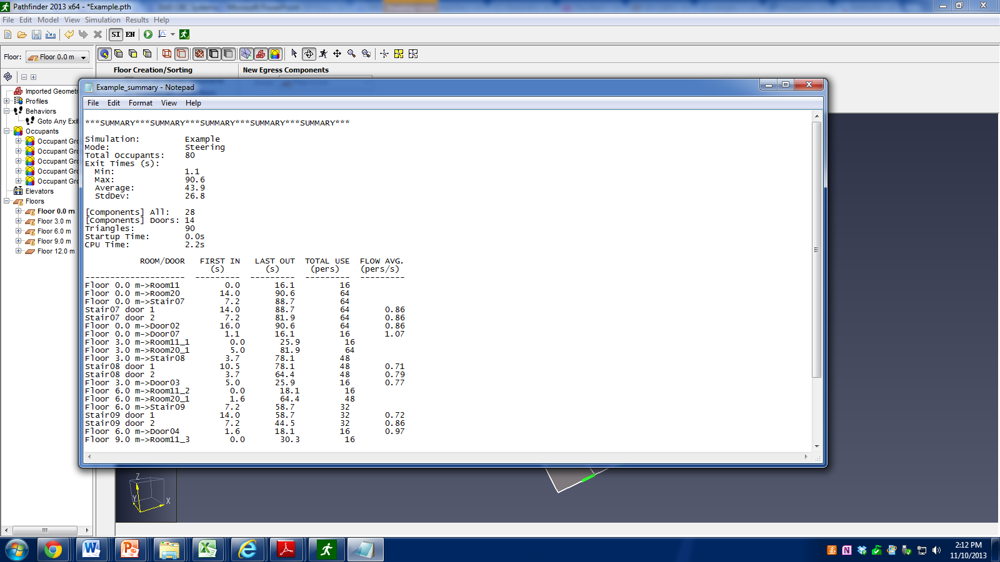 Pathfinder 2013 x64 - *Example.pth
File Edit Model View Simulation Results Help
SI EN
Floor: Floor 0.0 m
Floor Creation/Sorting New Egress Components
Imported Geometr
Profiles
Behaviors
Goto Any Exi
Occupants
Occupant Gro
Occupant Gro
Occupant Gro
Occupant Gro
Occupant Gro
Elevators
Floors
Floor 0.0 m
Floor 3.0 m
Floor 6.0 m
Floor 9.0 m
Floor 12.0 m
Example_summary - Notepad
File Edit Format View Help
***SUMMARY***SUMMARY***SUMMARY***SUMMARY***SUMMARY***
Simulation: Example
Mode: Steering
Total Occupants: 80
Exit Times (s):
Min: 1.1
Max: 90.6
Average: 43.9
StdDev: 26.8
[Components] All: 28
[Components] Doors: 14
Triangles: 90
Startup Time: 0.0s
CPU Time: 2.2s
ROOM/DOOR FIRST IN LAST OUT TOTAL USE FLOW AVG.
(s) (s) (pers) (pers/s)
-------------------- --------- --------- --------- ---------
Floor 0.0 m->Room11 0.0 16.1 16
Floor 0.0 m->Room20 14.0 90.6 64
Floor 0.0 m->Stair07 7.2 88.7 64
Stair07 door 1 14.0 88.7 64 0.86
Stair07 door 2 7.2 81.9 64 0.86
Floor 0.0 m->Door02 16.0 90.6 64 0.86
Floor 0.0 m->Door07 1.1 16.1 16 1.07
Floor 3.0 m->Room11_1 0.0 25.9 16
Floor 3.0 m->Room20_1 5.0 81.9 64
Floor 3.0 m->Stair08 3.7 78.1 48
Stair08 door 1 10.5 78.1 48 0.71
Stair08 door 2 3.7 64.4 48 0.79
Floor 3.0 m->Door03 5.0 25.9 16 0.77
Floor 6.0 m->Room11_2 0.0 18.1 16
Floor 6.0 m->Room20_1 1.6 64.4 48
Floor 6.0 m->Stair09 7.2 58.7 32
Stair09 door 1 14.0 58.7 32 0.72
Stair09 door 2 7.2 44.5 32 0.86
Floor 6.0 m->Door04 1.6 18.1 16 0.97
Floor 9.0 m->Room11_3 0.0 30.3 16
Z
Y
X
2:12 PM
11/10/2013